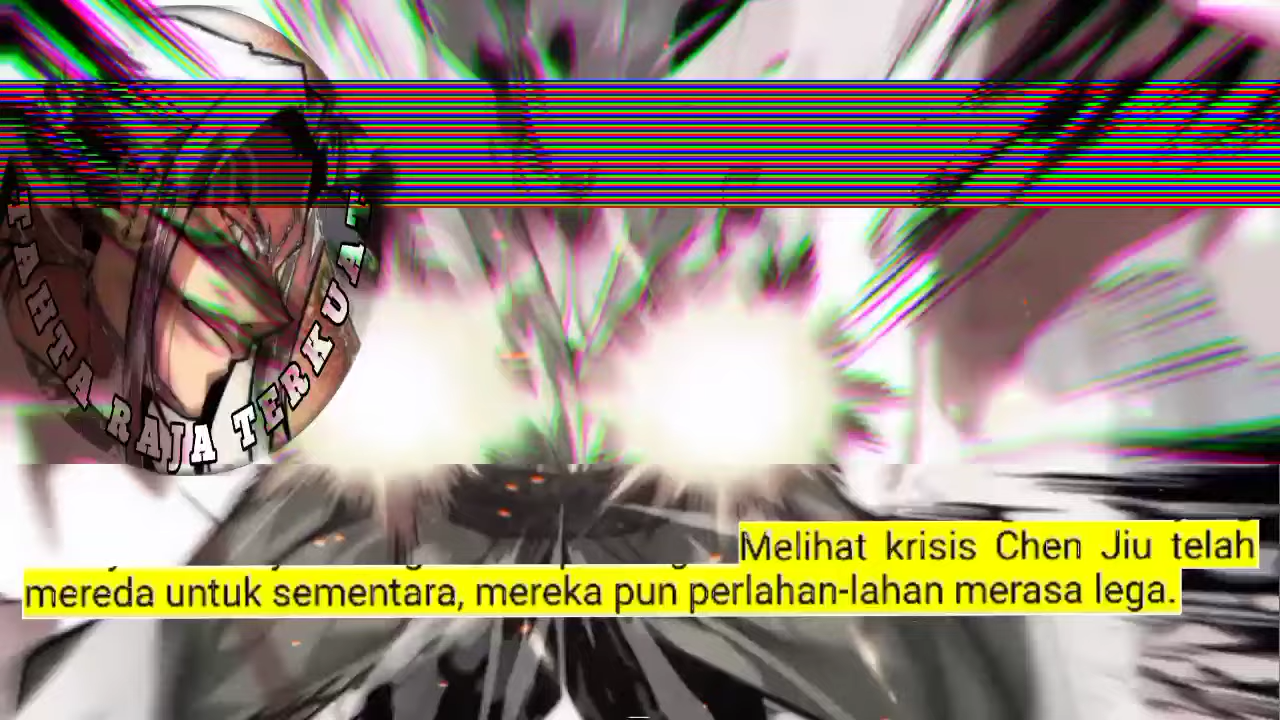 TAHTA RAJA TERKUAT
Melihat krisis Chen Jiu telah
mereda untuk sementara, mereka pun perlahan-lahan merasa lega.